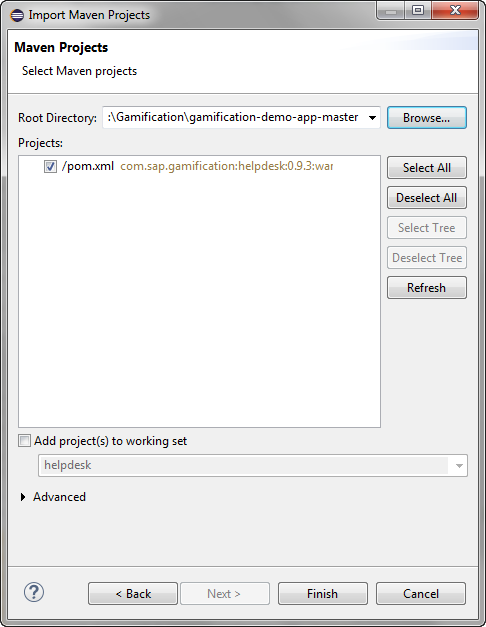 Import Maven Projects
Maven Projects
Select Maven projects
Root Directory: :\Gamification\gamification-demo-app-master Browse...
Projects:
/pom.xml com.sap.gamification:helpdesk:0.9.3:war
Select All
Deselect All
Select Tree
Deselect Tree
Refresh
Add project(s) to working set
helpdesk
Advanced
? < Back Next > Finish Cancel